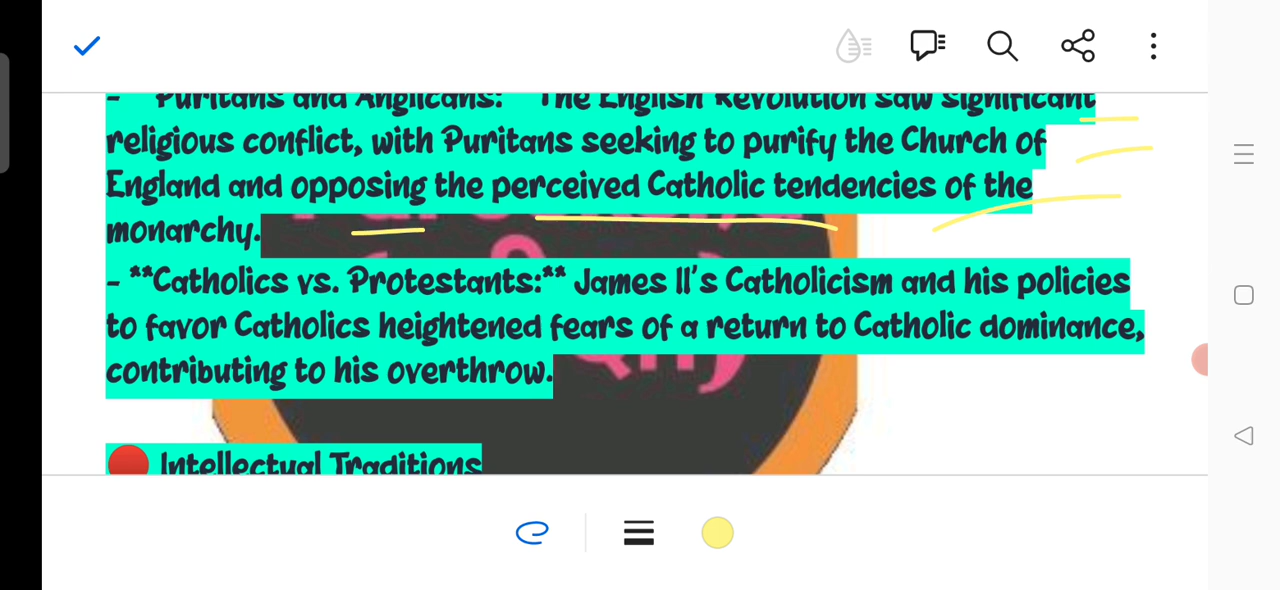 - **Puritans and Anglicans:** The English Revolution saw significant
religious conflict, with Puritans seeking to purify the Church of
England and opposing the perceived Catholic tendencies of the
monarchy.
- **Catholics vs. Protestants:** James II's Catholicism and his policies
to favor Catholics heightened fears of a return to Catholic dominance,
contributing to his overthrow.
🔴 Intellectual Traditions